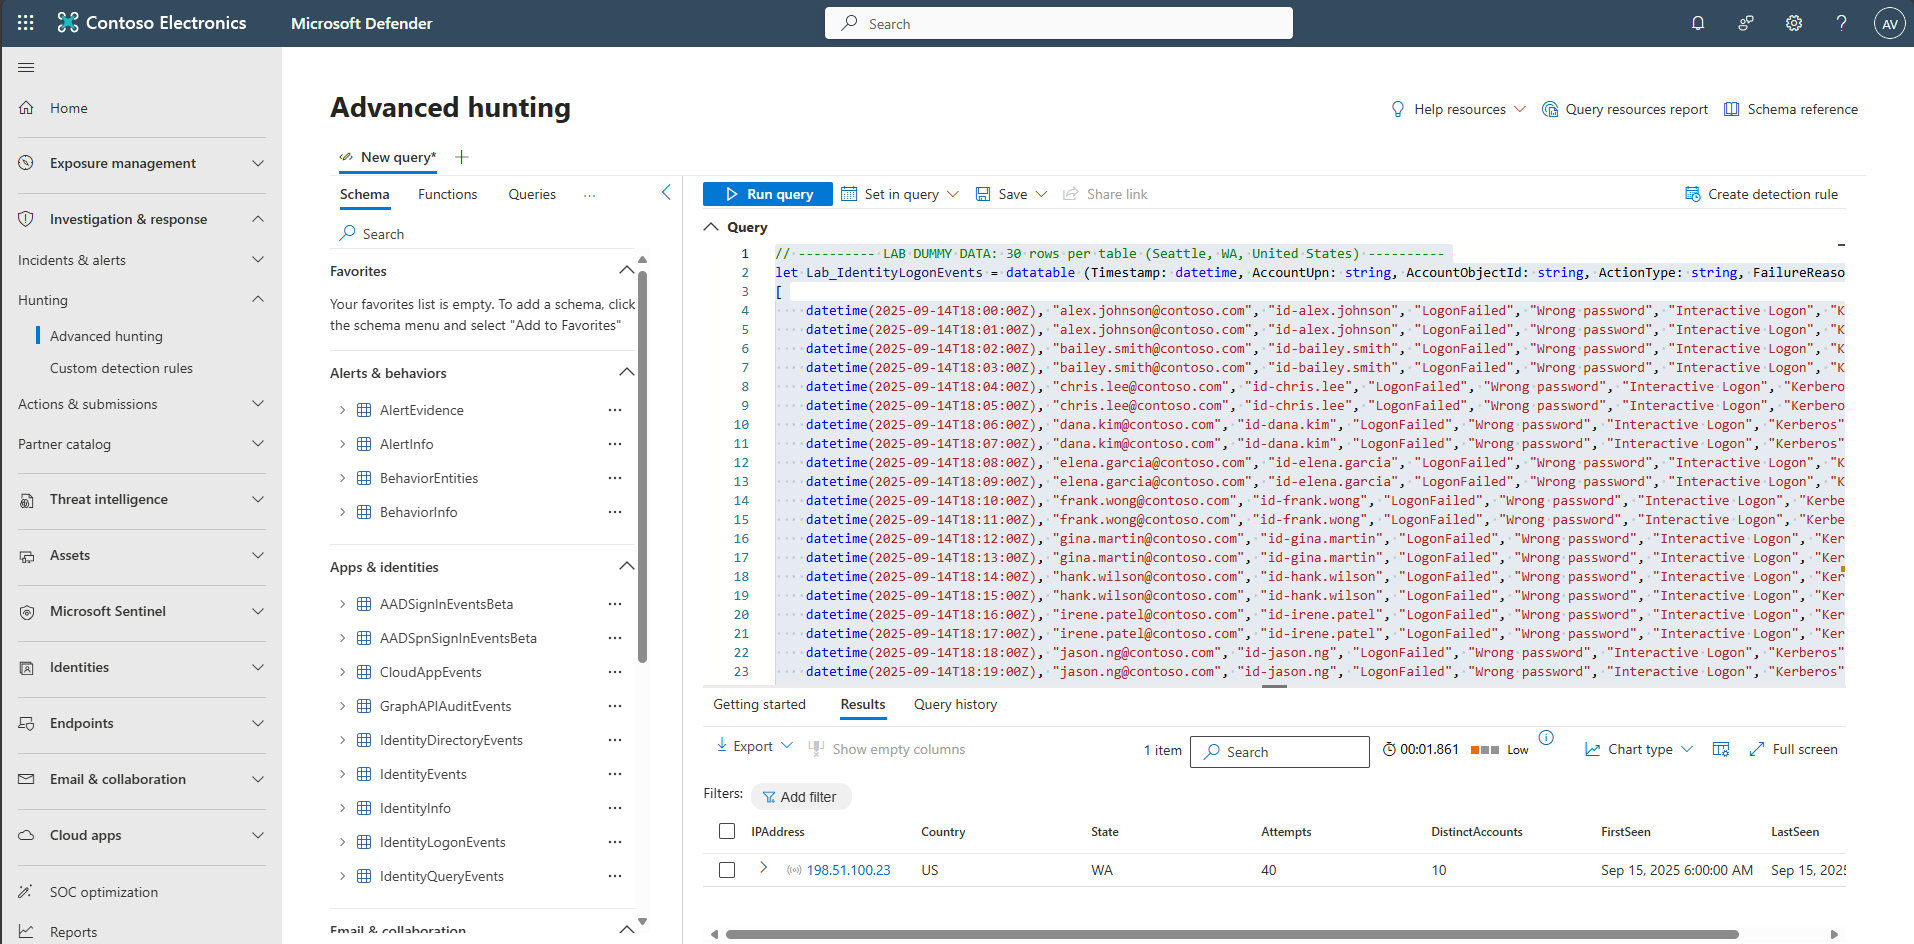 Contoso Electronics
Microsoft Defender
Search
AV
Home
Exposure management
Investigation & response
Incidents & alerts
Hunting
Advanced hunting
Custom detection rules
Actions & submissions
Partner catalog
Threat intelligence
Assets
Microsoft Sentinel
Identities
Endpoints
Email & collaboration
Cloud apps
SOC optimization
Reports
Advanced hunting
Help resources
Query resources report
Schema reference
New query*
Schema
Functions
Queries
...
Search
Favorites
Your favorites list is empty. To add a schema, click
the schema menu and select "Add to Favorites"
Alerts & behaviors
AlertEvidence
AlertInfo
BehaviorEntities
BehaviorInfo
Apps & identities
AADSignInEventsBeta
AADSpnSignInEventsBeta
CloudAppEvents
GraphAPIAuditEvents
IdentityDirectoryEvents
IdentityEvents
IdentityInfo
IdentityLogonEvents
IdentityQueryEvents
Email & collaboration
Run query
Set in query
Save
Share link
Create detection rule
Query
1 // ---------- LAB DUMMY DATA: 30 rows per table (Seattle, WA, United States) ----------
2 let Lab_IdentityLogonEvents = datatable (Timestamp: datetime, AccountUpn: string, AccountObjectId: string, ActionType: string, FailureReaso
3 [
4 datetime(2025-09-14T18:00:00Z), "alex.johnson@contoso.com", "id-alex.johnson", "LogonFailed", "Wrong password", "Interactive Logon", "K
5 datetime(2025-09-14T18:01:00Z), "alex.johnson@contoso.com", "id-alex.johnson", "LogonFailed", "Wrong password", "Interactive Logon", "K
6 datetime(2025-09-14T18:02:00Z), "bailey.smith@contoso.com", "id-bailey.smith", "LogonFailed", "Wrong password", "Interactive Logon", "K
7 datetime(2025-09-14T18:03:00Z), "bailey.smith@contoso.com", "id-bailey.smith", "LogonFailed", "Wrong password", "Interactive Logon", "K
8 datetime(2025-09-14T18:04:00Z), "chris.lee@contoso.com", "id-chris.lee", "LogonFailed", "Wrong password", "Interactive Logon", "Kerbero
9 datetime(2025-09-14T18:05:00Z), "chris.lee@contoso.com", "id-chris.lee", "LogonFailed", "Wrong password", "Interactive Logon", "Kerbero
10 datetime(2025-09-14T18:06:00Z), "dana.kim@contoso.com", "id-dana.kim", "LogonFailed", "Wrong password", "Interactive Logon", "Kerberos"
11 datetime(2025-09-14T18:07:00Z), "dana.kim@contoso.com", "id-dana.kim", "LogonFailed", "Wrong password", "Interactive Logon", "Kerberos"
12 datetime(2025-09-14T18:08:00Z), "elena.garcia@contoso.com", "id-elena.garcia", "LogonFailed", "Wrong password", "Interactive Logon", "K
13 datetime(2025-09-14T18:09:00Z), "elena.garcia@contoso.com", "id-elena.garcia", "LogonFailed", "Wrong password", "Interactive Logon", "K
14 datetime(2025-09-14T18:10:00Z), "frank.wong@contoso.com", "id-frank.wong", "LogonFailed", "Wrong password", "Interactive Logon", "Kerbe
15 datetime(2025-09-14T18:11:00Z), "frank.wong@contoso.com", "id-frank.wong", "LogonFailed", "Wrong password", "Interactive Logon", "Kerbe
16 datetime(2025-09-14T18:12:00Z), "gina.martin@contoso.com", "id-gina.martin", "LogonFailed", "Wrong password", "Interactive Logon", "Ker
17 datetime(2025-09-14T18:13:00Z), "gina.martin@contoso.com", "id-gina.martin", "LogonFailed", "Wrong password", "Interactive Logon", "Ker
18 datetime(2025-09-14T18:14:00Z), "hank.wilson@contoso.com", "id-hank.wilson", "LogonFailed", "Wrong password", "Interactive Logon", "Ker
19 datetime(2025-09-14T18:15:00Z), "hank.wilson@contoso.com", "id-hank.wilson", "LogonFailed", "Wrong password", "Interactive Logon", "Ker
20 datetime(2025-09-14T18:16:00Z), "irene.patel@contoso.com", "id-irene.patel", "LogonFailed", "Wrong password", "Interactive Logon", "Ker
21 datetime(2025-09-14T18:17:00Z), "irene.patel@contoso.com", "id-irene.patel", "LogonFailed", "Wrong password", "Interactive Logon", "Ker
22 datetime(2025-09-14T18:18:00Z), "jason.ng@contoso.com", "id-jason.ng", "LogonFailed", "Wrong password", "Interactive Logon", "Kerberos"
23 datetime(2025-09-14T18:19:00Z), "jason.ng@contoso.com", "id-jason.ng", "LogonFailed", "Wrong password", "Interactive Logon", "Kerberos"
Getting started
Results
Query history
Export
Show empty columns
1 item
Search
00:01.861
Low
Chart type
Full screen
Filters:
Add filter
IPAddress Country State Attempts DistinctAccounts FirstSeen LastSeen
198.51.100.23 US WA 40 10 Sep 15, 2025 6:00:00 AM Sep 15, 202